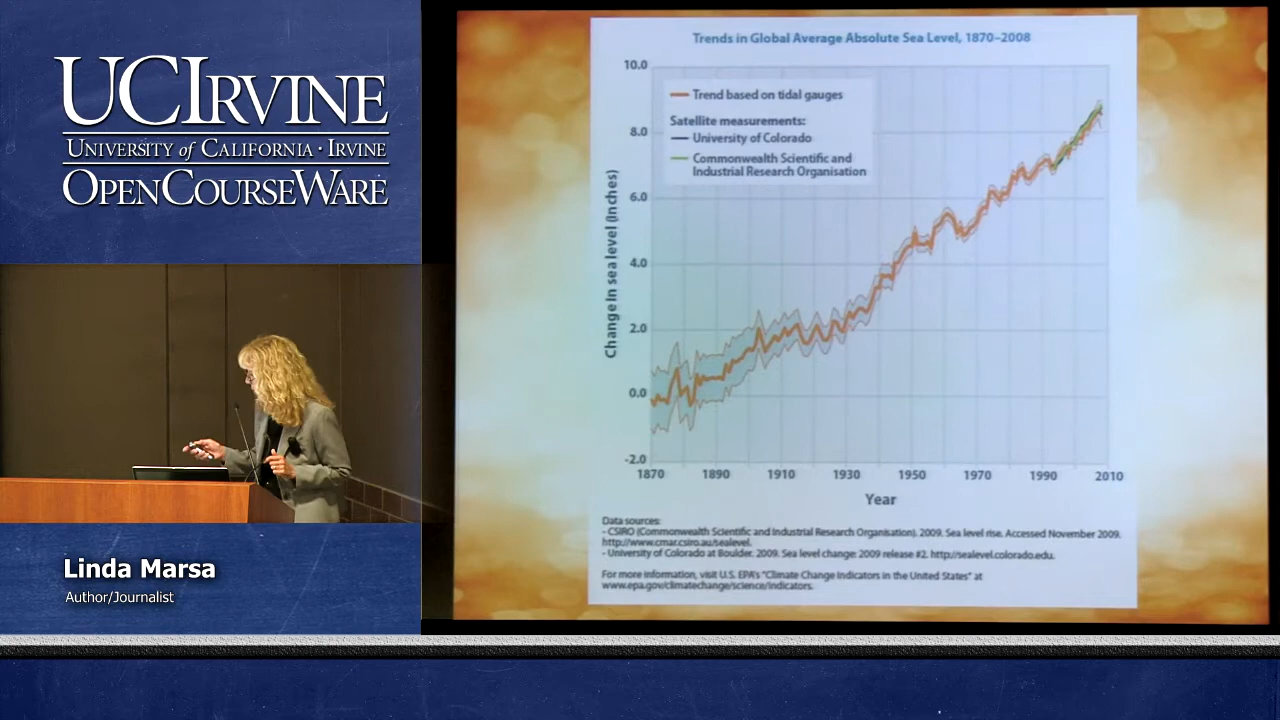 UCIRVINE
UNIVERSITY of CALIFORNIA · IRVINE
OPENCOURSEWARE
Linda Marsa
Author/Journalist
Trends in Global Average Absolute Sea Level, 1870–2008
Trend based on tidal gauges
Satellite measurements:
University of Colorado
Commonwealth Scientific and
Industrial Research Organisation
Change in sea level (inches)
10.0
8.0
6.0
4.0
2.0
0.0
-2.0
1870 1890 1910 1930 1950 1970 1990 2010
Year
Data sources:
- CSIRO (Commonwealth Scientific and Industrial Research Organisation). 2009. Sea level rise. Accessed November 2009.
http://www.cmar.csiro.au/sealevel.
- University of Colorado at Boulder. 2009. Sea level change: 2009 release #2. http://sealevel.colorado.edu.
For more information, visit U.S. EPA's "Climate Change Indicators in the United States" at
www.epa.gov/climatechange/science/indicators.